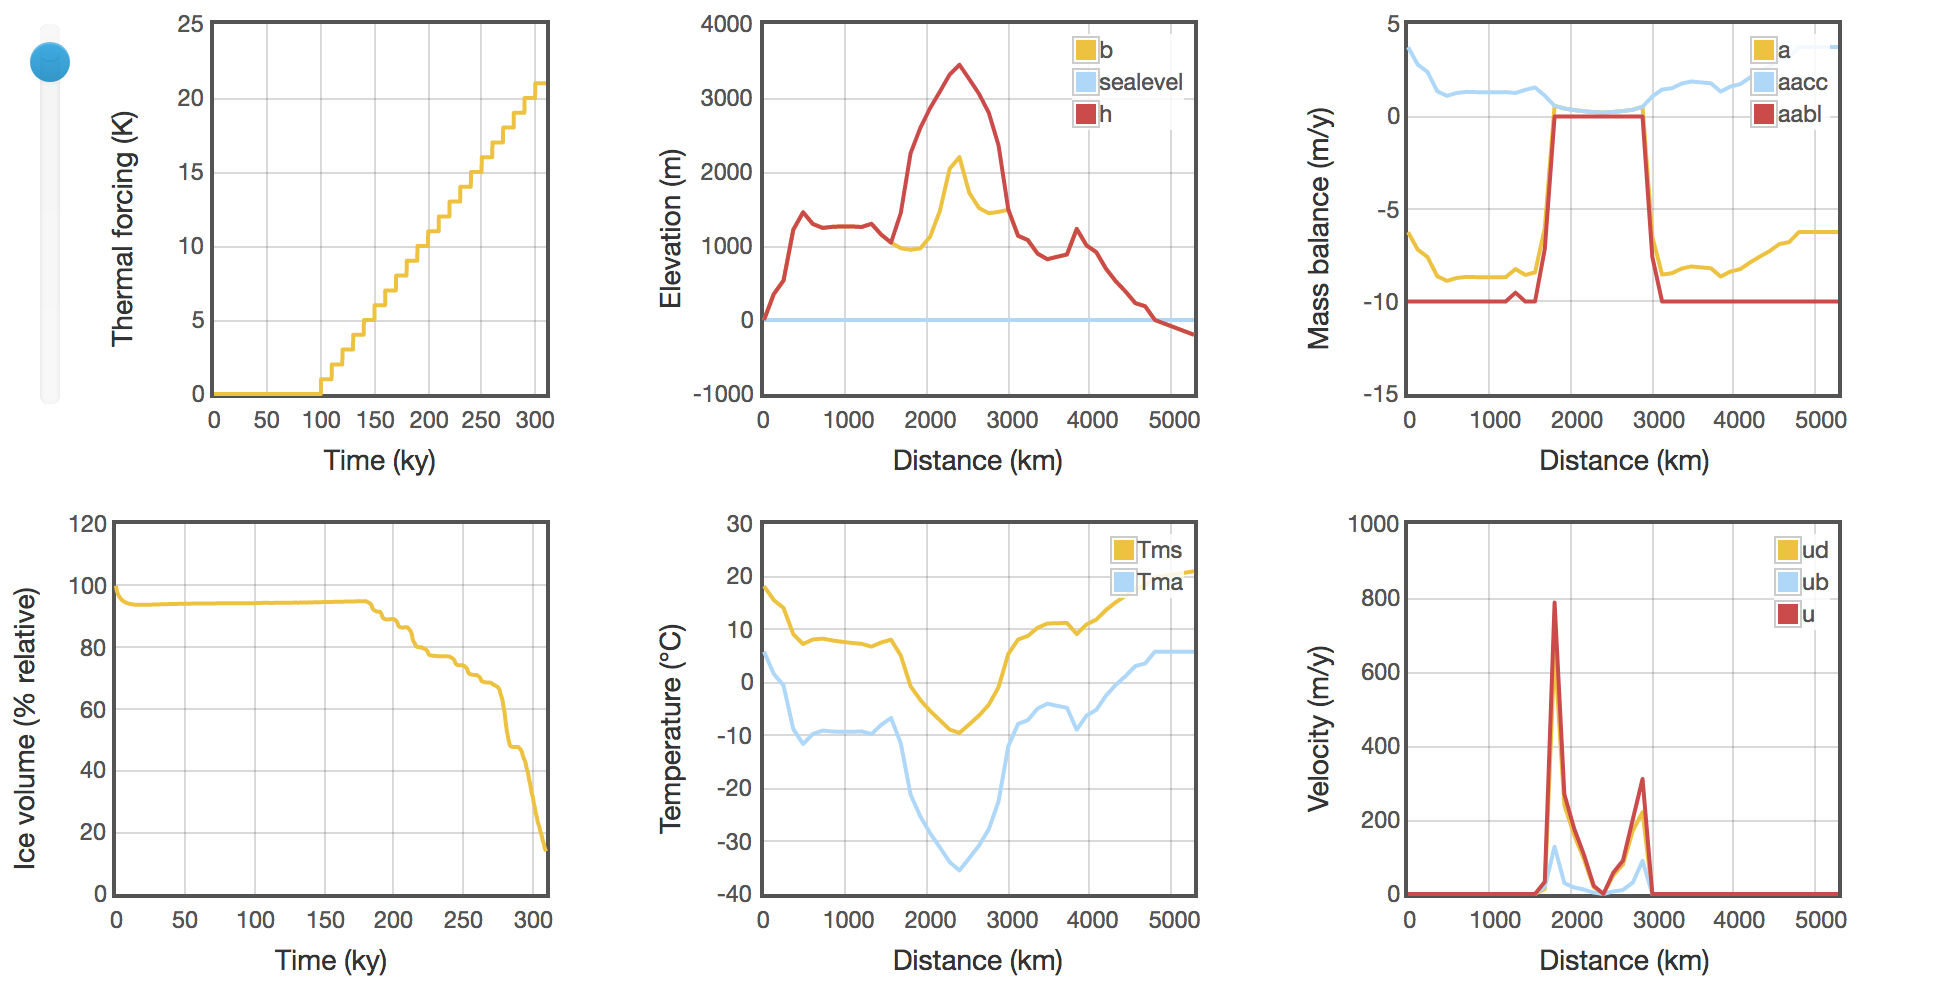 25
20
15
10
5
0
Thermal forcing (K)
0 50 100 150 200 250 300
Time (ky)
4000
3000
2000
1000
0
-1000
Elevation (m)
b
sealevel
h
0 1000 2000 3000 4000 5000
Distance (km)
5
0
-5
-10
-15
Mass balance (m/y)
a
aacc
aabl
0 1000 2000 3000 4000 5000
Distance (km)
120
100
80
60
40
20
0
Ice volume (% relative)
0 50 100 150 200 250 300
Time (ky)
30
20
10
0
-10
-20
-30
-40
Temperature (°C)
Tms
Tma
0 1000 2000 3000 4000 5000
Distance (km)
1000
800
600
400
200
0
Velocity (m/y)
ud
ub
u
0 1000 2000 3000 4000 5000
Distance (km)